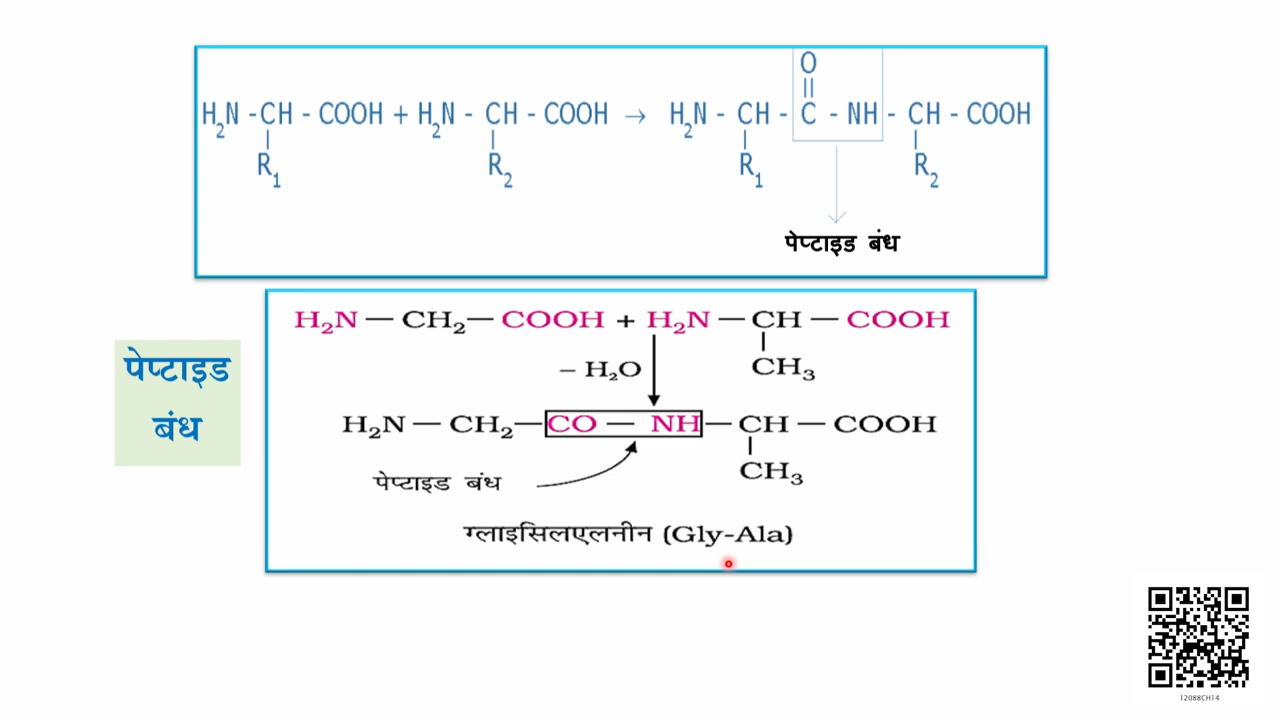 O
||
H₂N - CH - COOH + H₂N - CH - COOH → H₂N - CH - C - NH - CH - COOH
| | | |
R₁ R₂ R₁ R₂
पेप्टाइड बंध
H₂N — CH₂ — COOH + H₂N — CH — COOH
|
– H₂O CH₃
पेप्टाइड
बंध
H₂N — CH₂ — CO — NH — CH — COOH
|
CH₃
पेप्टाइड बंध
ग्लाइसिलएलनीन (Gly-Ala)
12088CH14